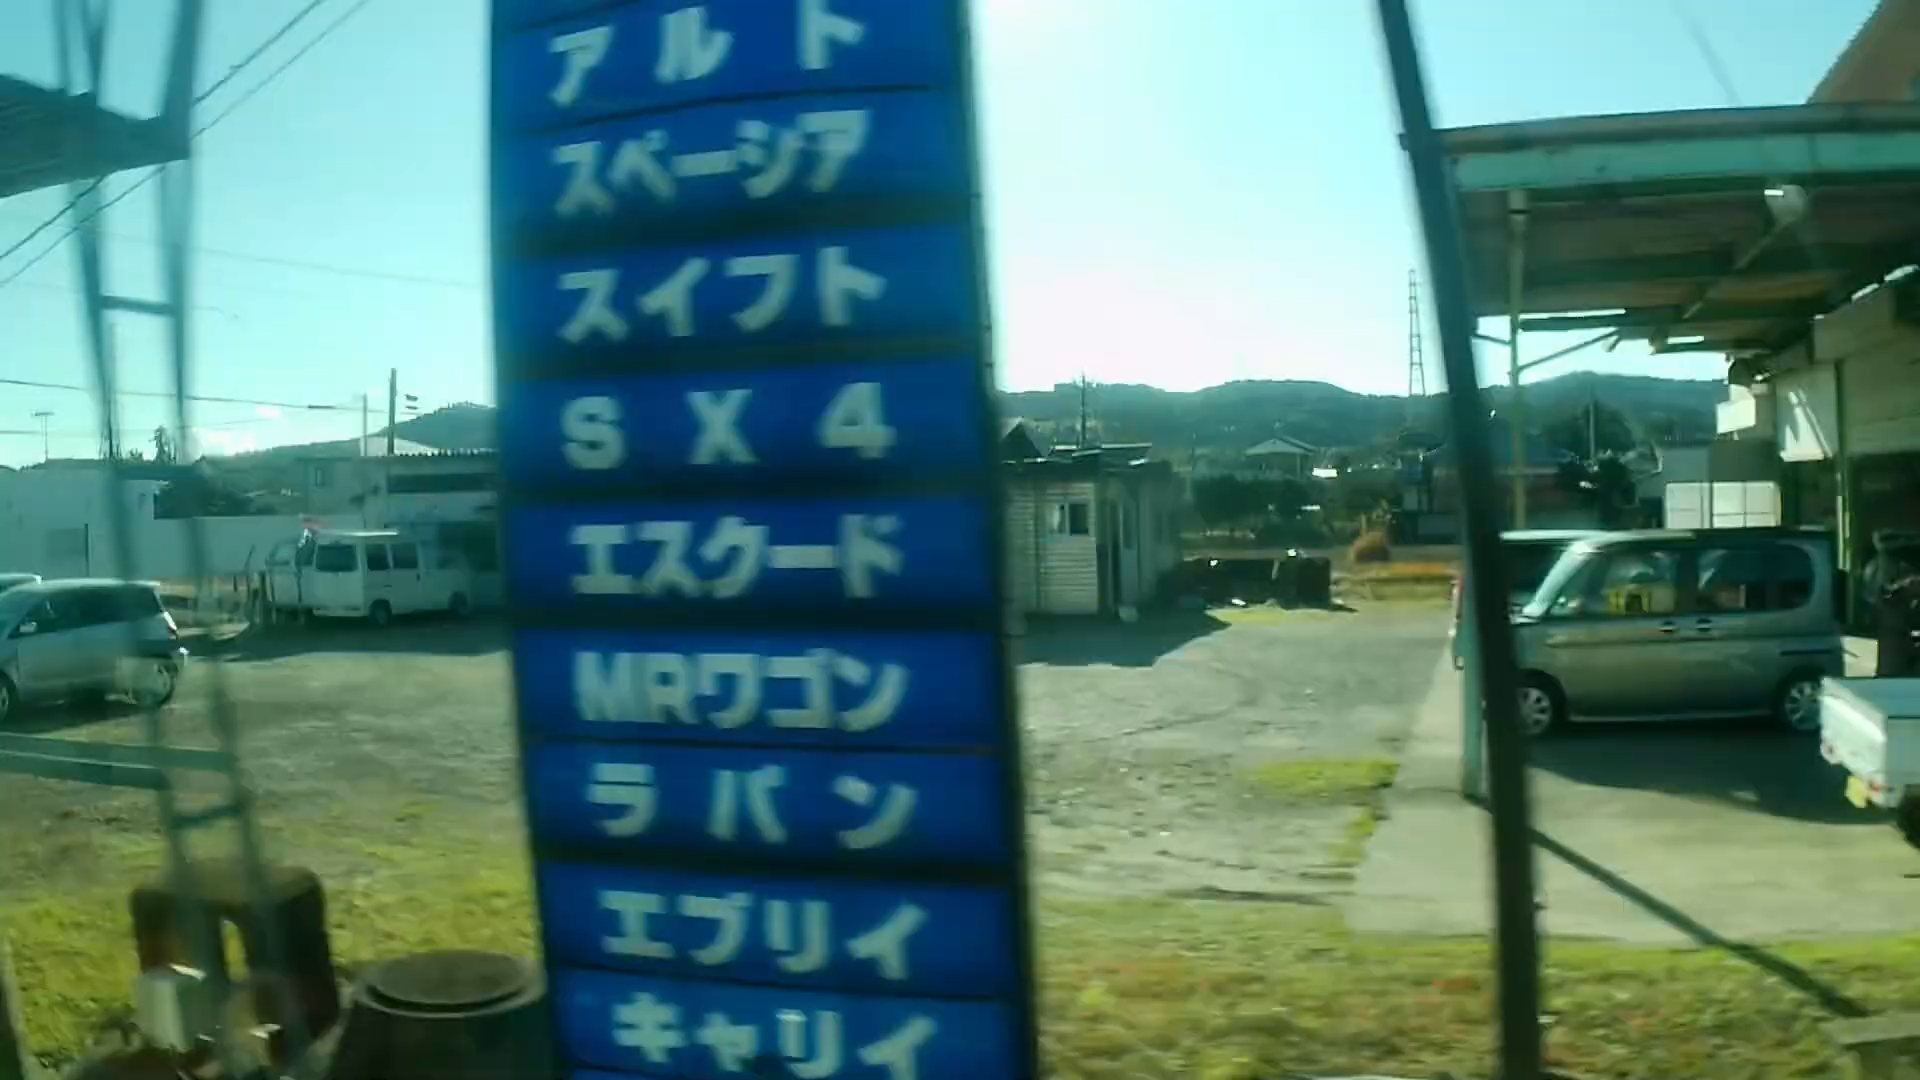 アルト
スペーシア
スイフト
SX4
エスクード
MRワゴン
ラパン
エブリイ
キャリイ